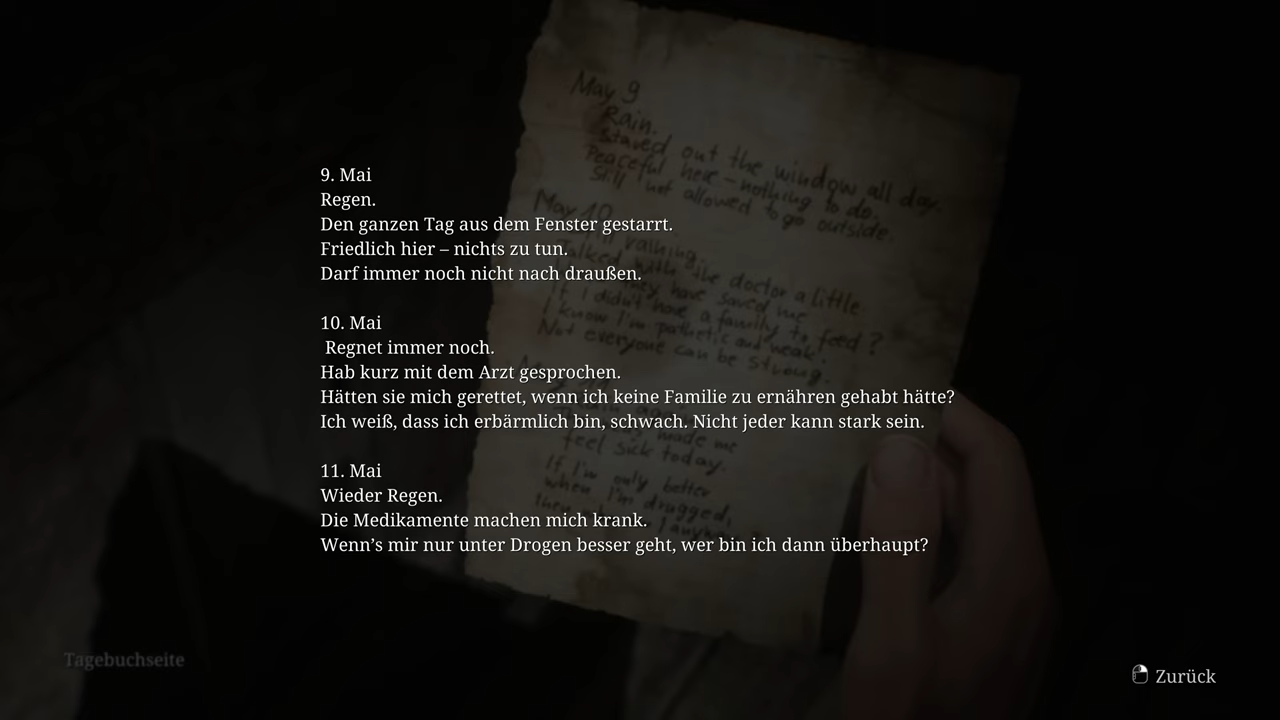 9. Mai
Regen.
Den ganzen Tag aus dem Fenster gestarrt.
Friedlich hier – nichts zu tun.
Darf immer noch nicht nach draußen.
10. Mai
Regnet immer noch.
Hab kurz mit dem Arzt gesprochen.
Hätten sie mich gerettet, wenn ich keine Familie zu ernähren gehabt hätte?
Ich weiß, dass ich erbärmlich bin, schwach. Nicht jeder kann stark sein.
11. Mai
Wieder Regen.
Die Medikamente machen mich krank.
Wenn’s mir nur unter Drogen besser geht, wer bin ich dann überhaupt?
May 9
Rain.
Stared out the window all day.
Peaceful here – nothing to do.
Still not allowed to go outside.
May 10
raining.
Talked with the doctor a little
they have saved me
If I didn't have a family to feed?
I know I'm pathetic and weak.
Not everyone can be strong.
again
made me
feel sick today.
If I'm only better
when I'm drugged,
Tagebuchseite
Zurück